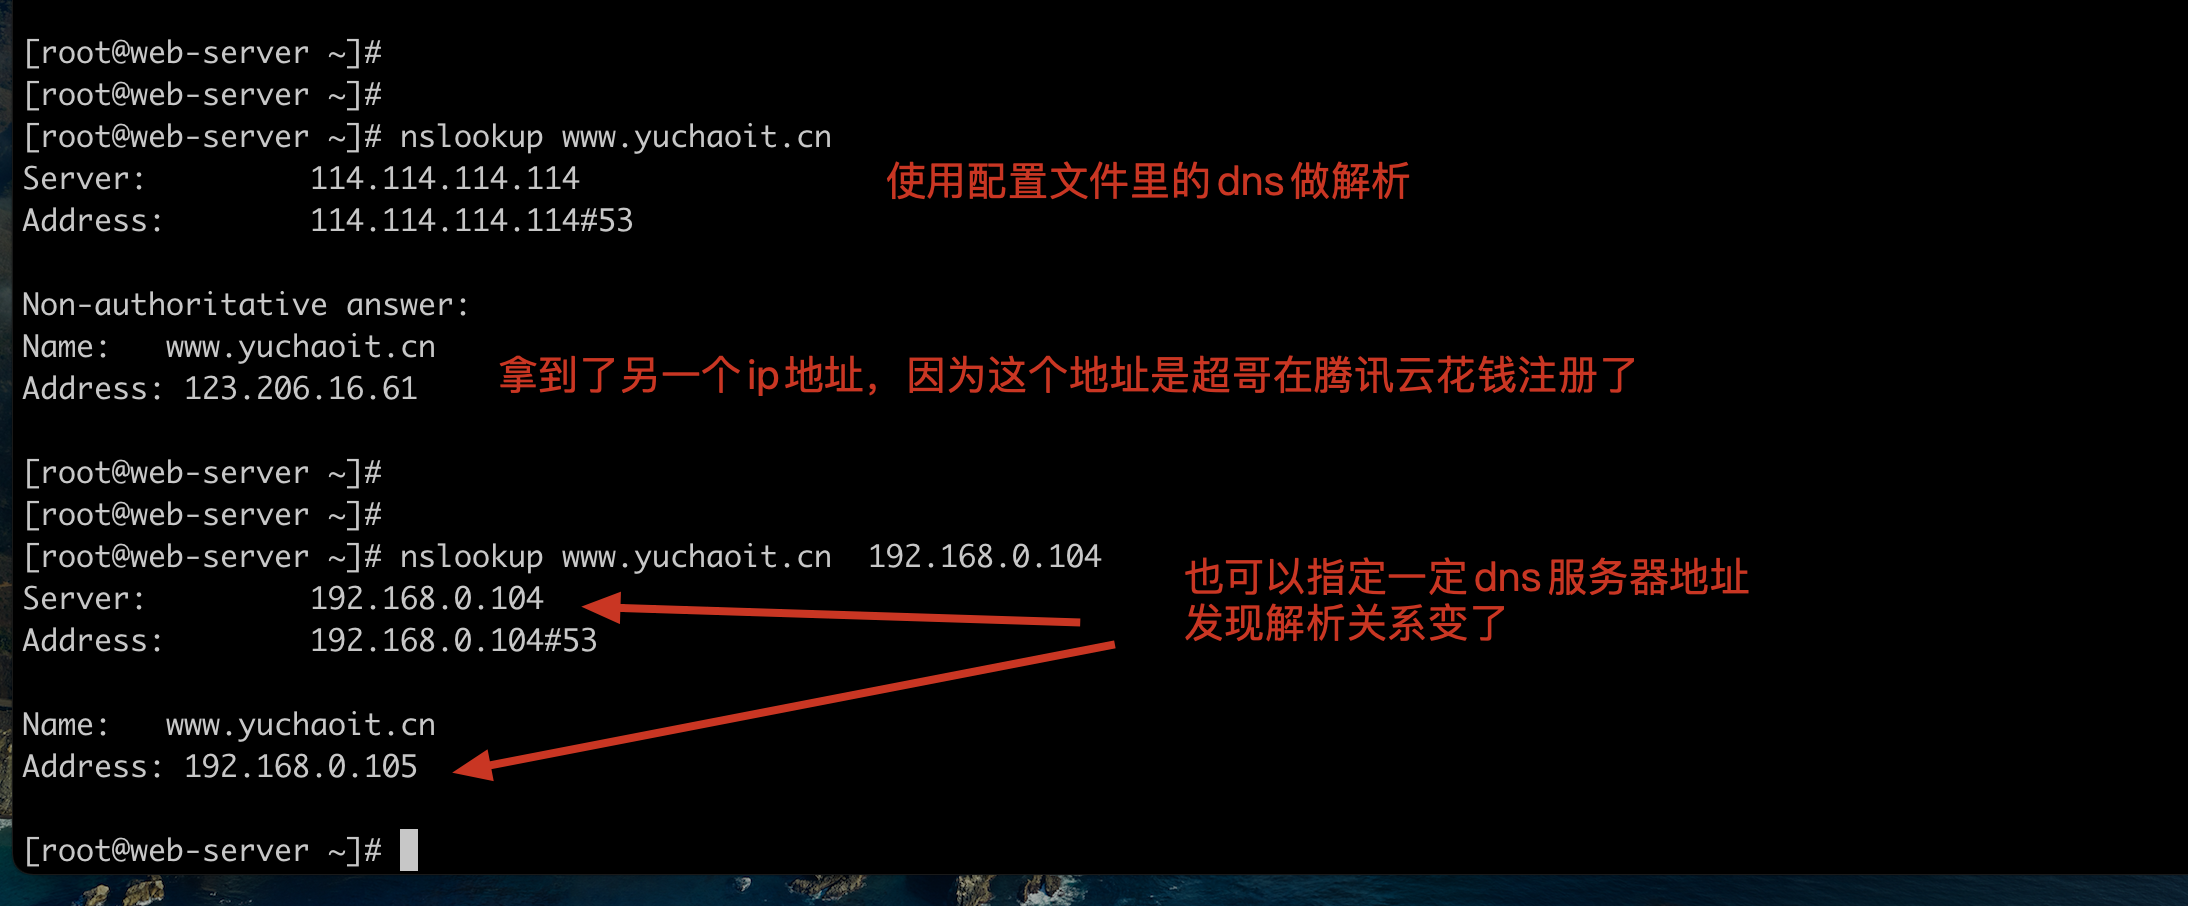 [root@web-server ~]#
[root@web-server ~]#
[root@web-server ~]# nslookup www.yuchaoit.cn
Server:         114.114.114.114
使用配置文件里的dns做解析
Address:        114.114.114.114#53
Non-authoritative answer:
Name:   www.yuchaoit.cn
拿到了另一个ip地址，因为这个地址是超哥在腾讯云花钱注册了
Address: 123.206.16.61
[root@web-server ~]#
[root@web-server ~]#
[root@web-server ~]# nslookup www.yuchaoit.cn  192.168.0.104
也可以指定一定dns服务器地址
Server:         192.168.0.104
发现解析关系变了
Address:        192.168.0.104#53
Name:   www.yuchaoit.cn
Address: 192.168.0.105
[root@web-server ~]#